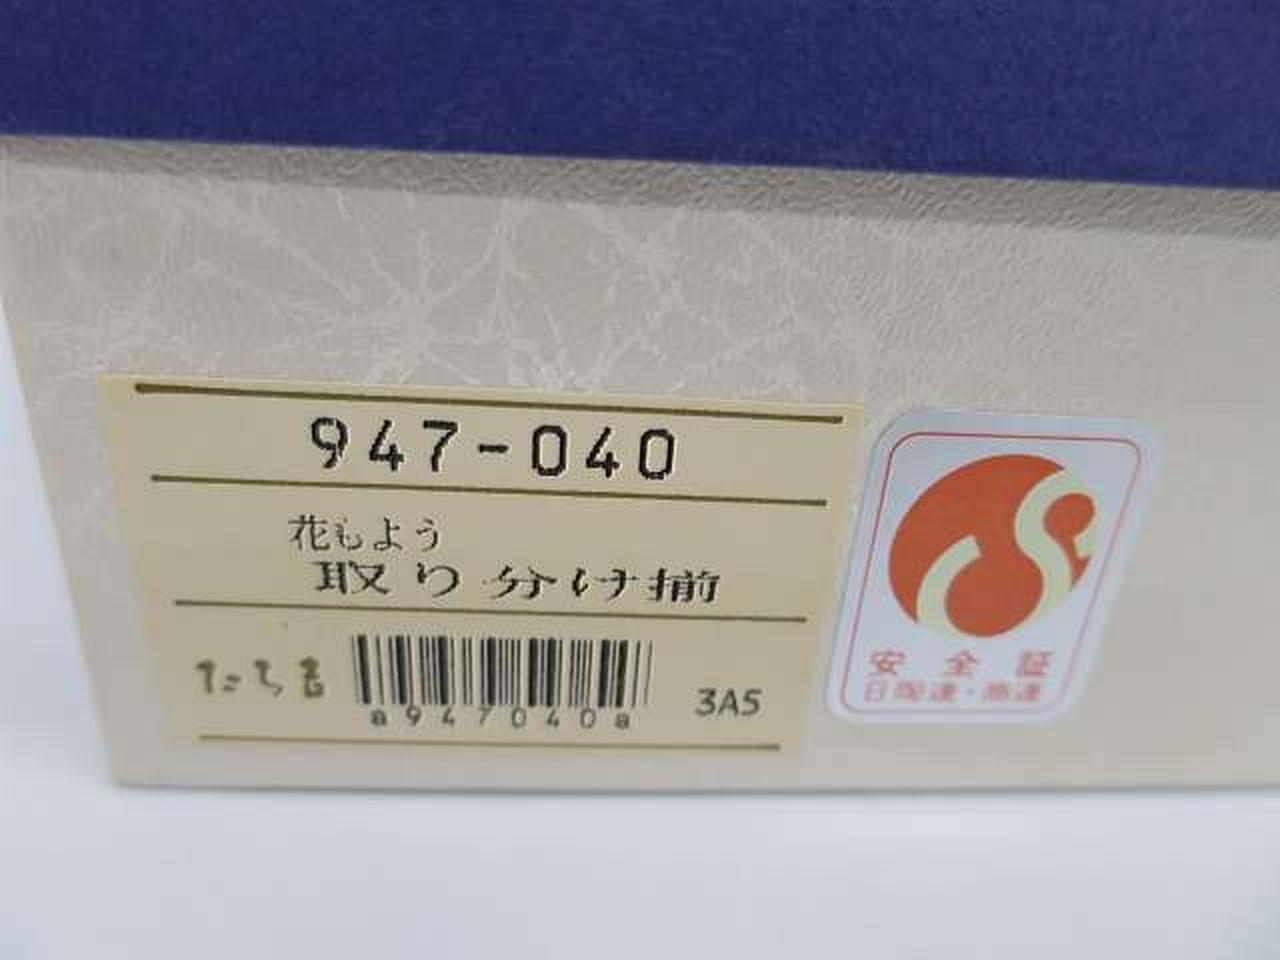 947-040
花もよう
取り分け揃
たち吉
a947040a
3A5
安全証
日陶連・商連